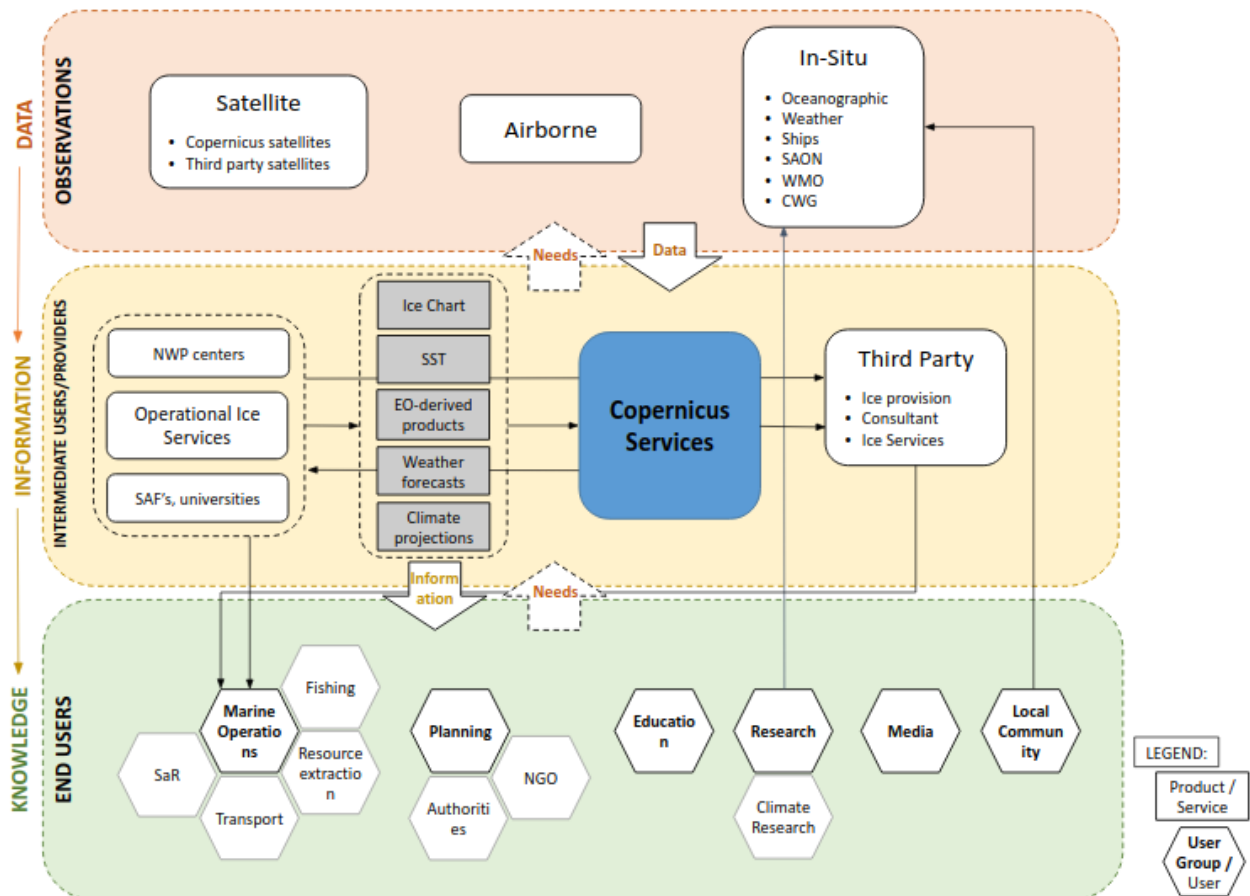 DATA
INFORMATION
KNOWLEDGE
OBSERVATIONS
Satellite
• Copernicus satellites
• Third party satellites
Airborne
In-Situ
• Oceanographic
• Weather
• Ships
• SAON
• WMO
• CWG
Needs
Data
INTERMEDIATE USERS/PROVIDERS
NWP centers
Operational Ice
Services
SAF's, universities
Ice Chart
SST
EO-derived
products
Weather
forecasts
Climate
projections
Copernicus
Services
Third Party
• Ice provision
• Consultant
• Ice Services
Inform
ation
Needs
END USERS
Fishing
Marine
Operatio
ns
Resource
extractio
n
SaR
Transport
Planning
NGO
Authoriti
es
Educatio
n
Research
Climate
Research
Media
Local
Commu
nity
LEGEND:
Product /
Service
User
Group /
User